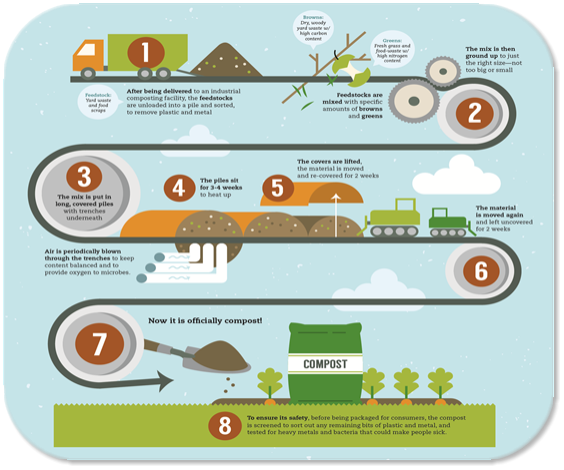 1
Feedstock:
Yard waste
and food
scraps
After being delivered to an industrial
composting facility, the feedstocks
are unloaded into a pile and sorted,
to remove plastic and metal
Browns:
Dry, woody
yard waste w/
high carbon
content
Greens:
Fresh grass and
food-waste w/
high nitrogen
content
Feedstocks are
mixed with specific
amounts of browns
and greens
The mix is then
ground up to just
the right size—not
too big or small
2
3
The mix is put in
long, covered piles
with trenches
underneath
4
The piles sit
for 3-4 weeks
to heat up
5
The covers are lifted,
the material is moved
and re-covered for 2 weeks
The material
is moved again
and left uncovered
for 2 weeks
6
Air is periodically blown
through the trenches to keep
content balanced and to
provide oxygen to microbes.
7
Now it is officially compost!
COMPOST
8
To ensure its safety, before being packaged for consumers, the compost
is screened to sort out any remaining bits of plastic and metal, and
tested for heavy metals and bacteria that could make people sick.